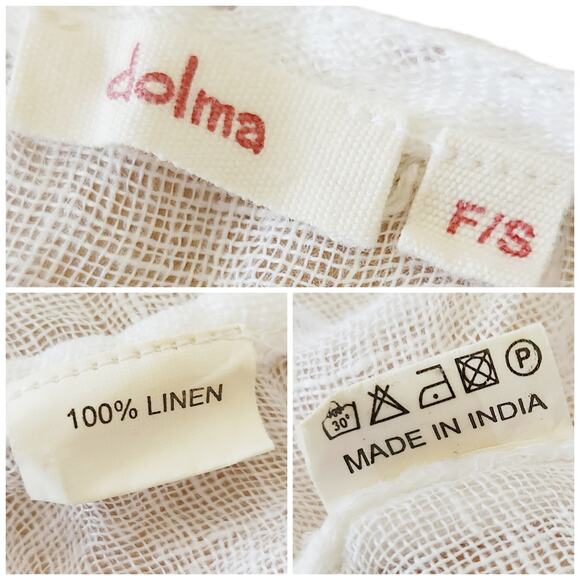 dolma
F/S
100% LINEN
30°
P
MADE IN INDIA